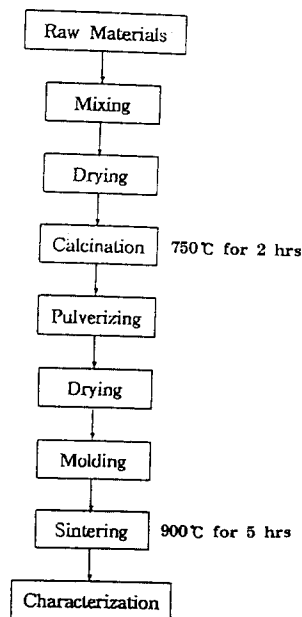 Raw Materials
Mixing
Drying
Calcination 750℃ for 2 hrs
Pulverizing
Drying
Molding
Sintering 900℃ for 5 hrs
Characterization